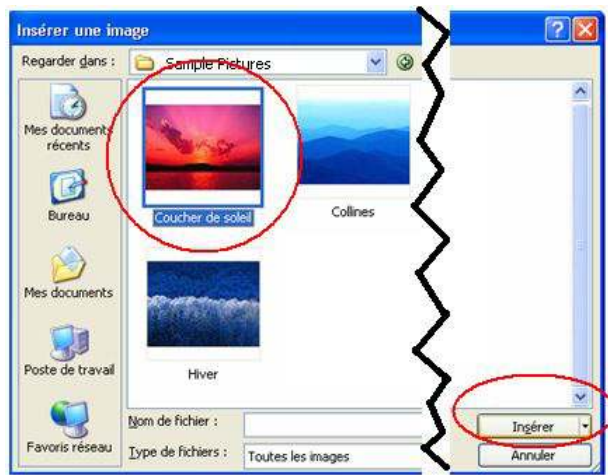 Insérer une image
Regarder dans :
Sample Pictures
Mes documents
récents
Bureau
Mes documents
Poste de travail
Favoris réseau
Coucher de soleil
Collines
Hiver
Nom de fichier :
Type de fichiers :
Toutes les images
Insérer
Annuler